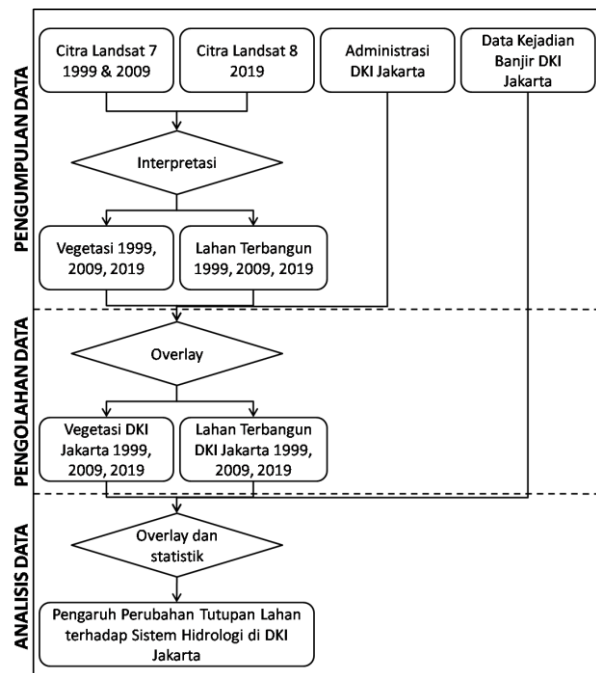 PENGUMPULAN DATA
Citra Landsat 7
1999 & 2009
Citra Landsat 8
2019
Administrasi
DKI Jakarta
Data Kejadian
Banjir DKI
Jakarta
Interpretasi
Vegetasi 1999,
2009, 2019
Lahan Terbangun
1999, 2009, 2019
PENGOLAHAN DATA
Overlay
Vegetasi DKI
Jakarta 1999,
2009, 2019
Lahan Terbangun
DKI Jakarta 1999,
2009, 2019
ANALISIS DATA
Overlay dan
statistik
Pengaruh Perubahan Tutupan Lahan
terhadap Sistem Hidrologi di DKI
Jakarta